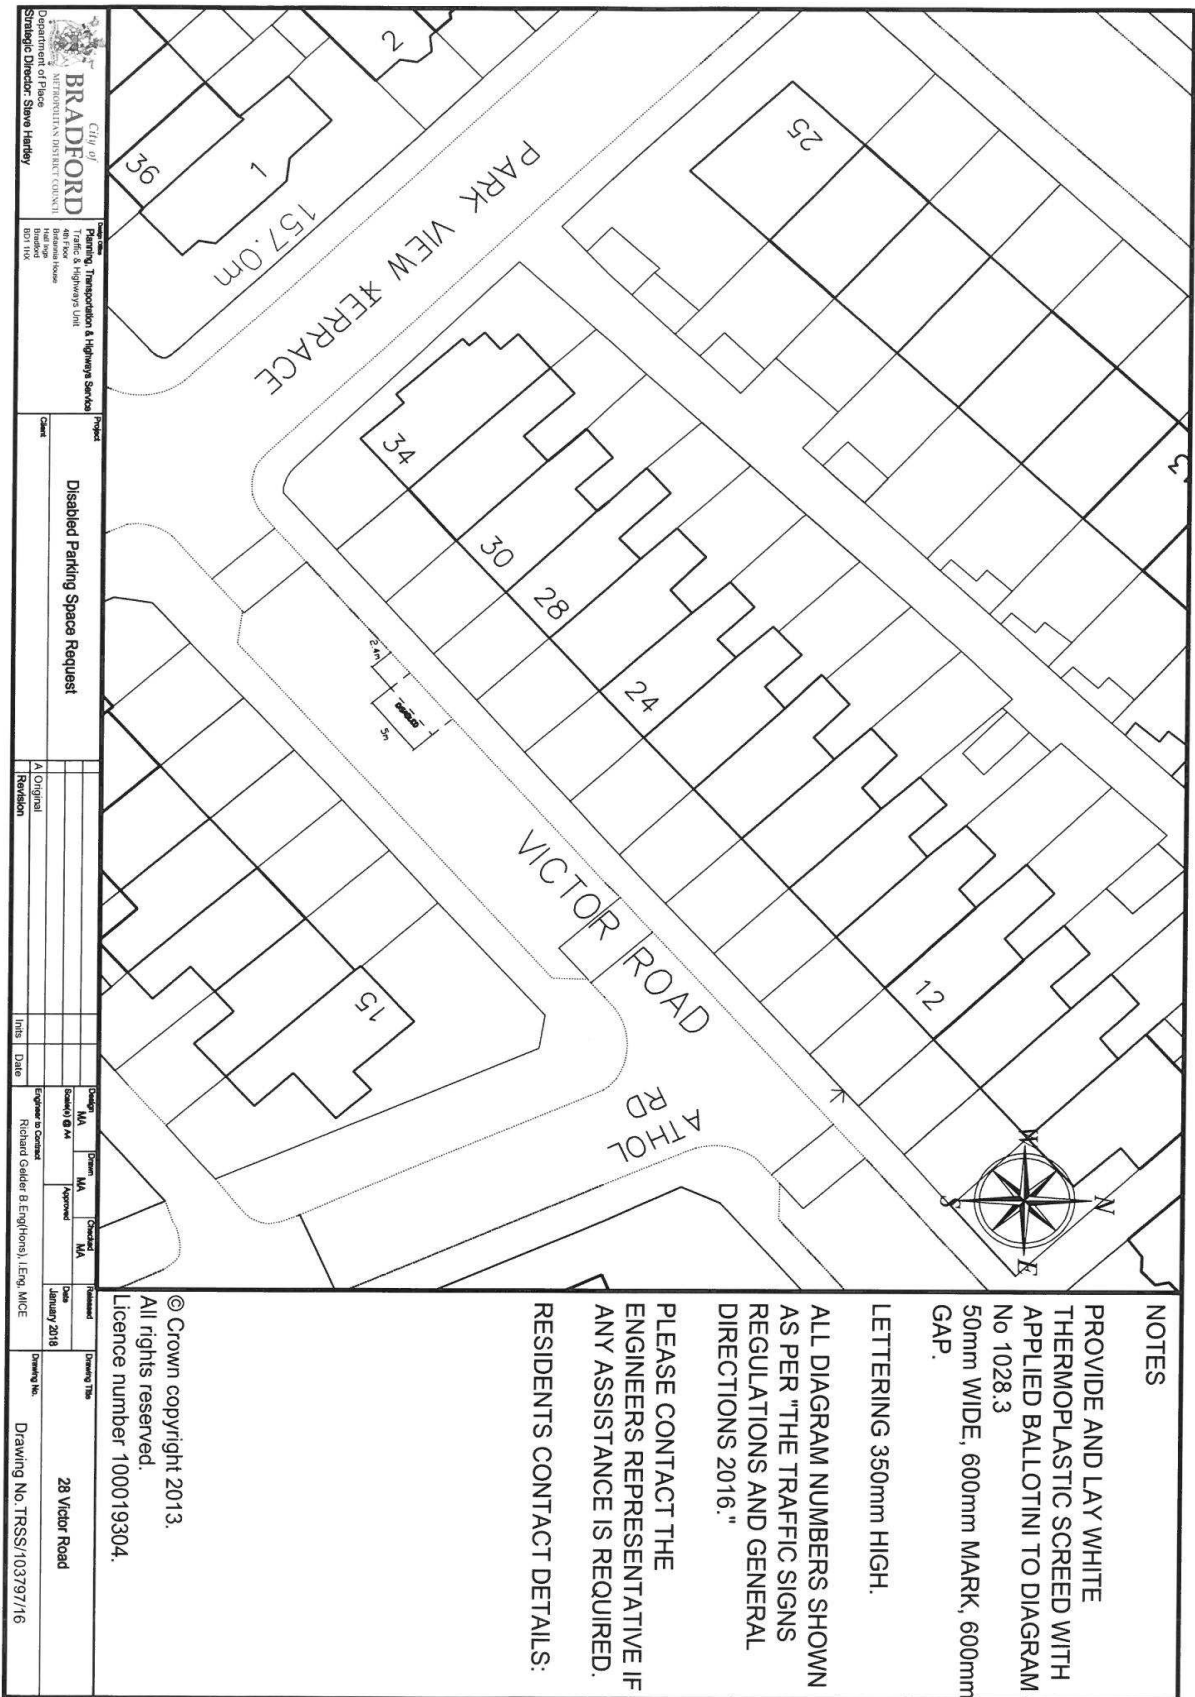 NOTES
PROVIDE AND LAY WHITE
THERMOPLASTIC SCREED WITH
APPLIED BALLOTINI TO DIAGRAM
No 1028.3
50mm WIDE, 600mm MARK, 600mm
GAP.
LETTERING 350mm HIGH.
ALL DIAGRAM NUMBERS SHOWN
AS PER "THE TRAFFIC SIGNS
REGULATIONS AND GENERAL
DIRECTIONS 2016."
PLEASE CONTACT THE
ENGINEERS REPRESENTATIVE IF
ANY ASSISTANCE IS REQUIRED.
RESIDENTS CONTACT DETAILS:
© Crown copyright 2013.
All rights reserved.
Licence number 100019304.
2
36
1
157.0m
PARK VIEW TERRACE
25
13
34
30
28
24
12
15
2.4m
DISABLED
5m
VICTOR ROAD
ATHOL
RD
N
E
S
W
City of
BRADFORD
METROPOLITAN DISTRICT COUNCIL
Department of Place
Strategic Director: Steve Hartley
Design Office
Planning, Transportation & Highways Service
Traffic & Highways Unit
4th Floor
Britannia House
Hall Ings
Bradford
BD1 1HX
Project
Disabled Parking Space Request
Client
A Original
Revision
Initls
Date
Design
MA
Drawn
MA
Checked
MA
Released
Scale(s) @ A4
Approved
Date
January 2018
Engineer to Contract
Richard Gelder B.Eng(Hons), I.Eng, MICE
Drawing Title
28 Victor Road
Drawing No.
Drawing No. TRSS/103797/16